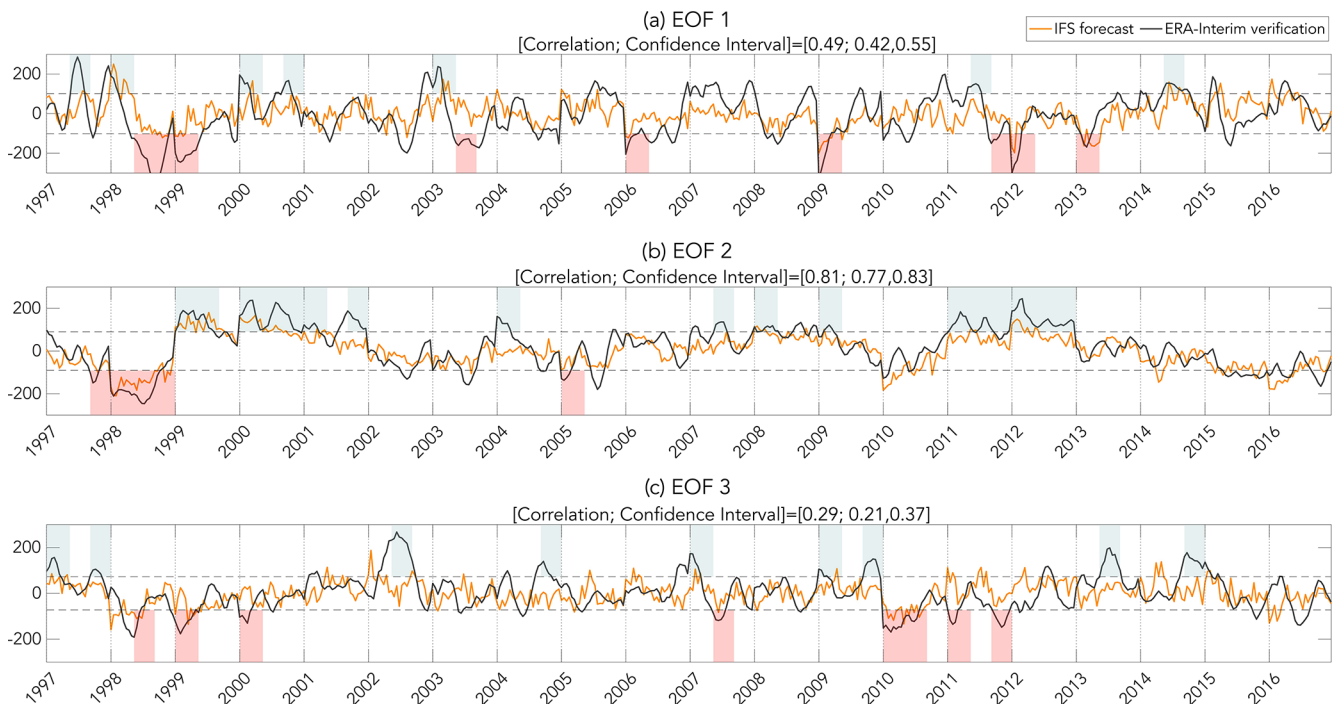 (a) EOF 1
IFS forecast ERA-Interim verification
[Correlation; Confidence Interval]=[0.49; 0.42,0.55]
200
0
-200
1997 1998 1999 2000 2001 2002 2003 2004 2005 2006 2007 2008 2009 2010 2011 2012 2013 2014 2015 2016
(b) EOF 2
[Correlation; Confidence Interval]=[0.81; 0.77,0.83]
200
0
-200
1997 1998 1999 2000 2001 2002 2003 2004 2005 2006 2007 2008 2009 2010 2011 2012 2013 2014 2015 2016
(c) EOF 3
[Correlation; Confidence Interval]=[0.29; 0.21,0.37]
200
0
-200
1997 1998 1999 2000 2001 2002 2003 2004 2005 2006 2007 2008 2009 2010 2011 2012 2013 2014 2015 2016